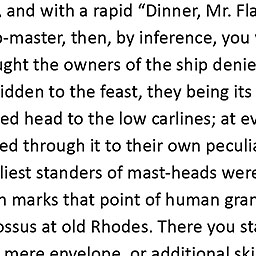 , and with a rapid “Dinner, Mr. Fla
-master, then, by inference, you
ught the owners of the ship denie
idden to the feast, they being its
ed head to the low carlines; at ev
ed through it to their own peculia
liest standers of mast-heads were
marks that point of human gran
ossus at old Rhodes. There you sta
mere envelope, or additional ski